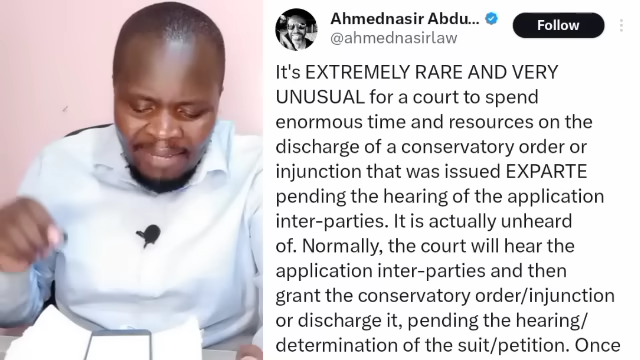 Ahmednasir Abdu...
Follow
@ahmednasirlaw
It's EXTREMELY RARE AND VERY
UNUSUAL for a court to spend
enormous time and resources on the
discharge of a conservatory order or
injunction that was issued EXPARTE
pending the hearing of the application
inter-parties. It is actually unheard
of. Normally, the court will hear the
application inter-parties and then
grant the conservatory order/injunction
or discharge it, pending the hearing/
determination of the suit/petition. Once